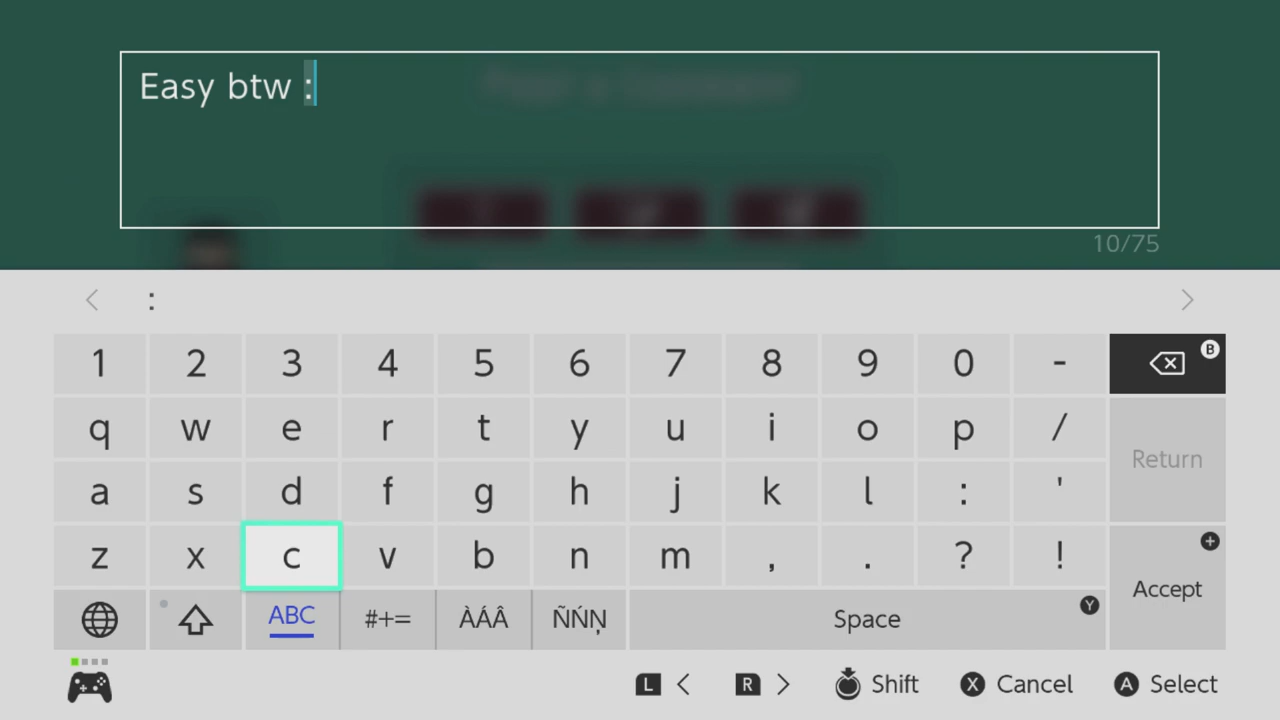 Easy btw :
10/75
:
1 2 3 4 5 6 7 8 9 0 - B
q w e r t y u i o p / Return
a s d f g h j k l : '
z x c v b n m , . ? ! + Accept
ABC #+= ÀÁÂ ÑŃŅ Space Y
L R Shift X Cancel A Select